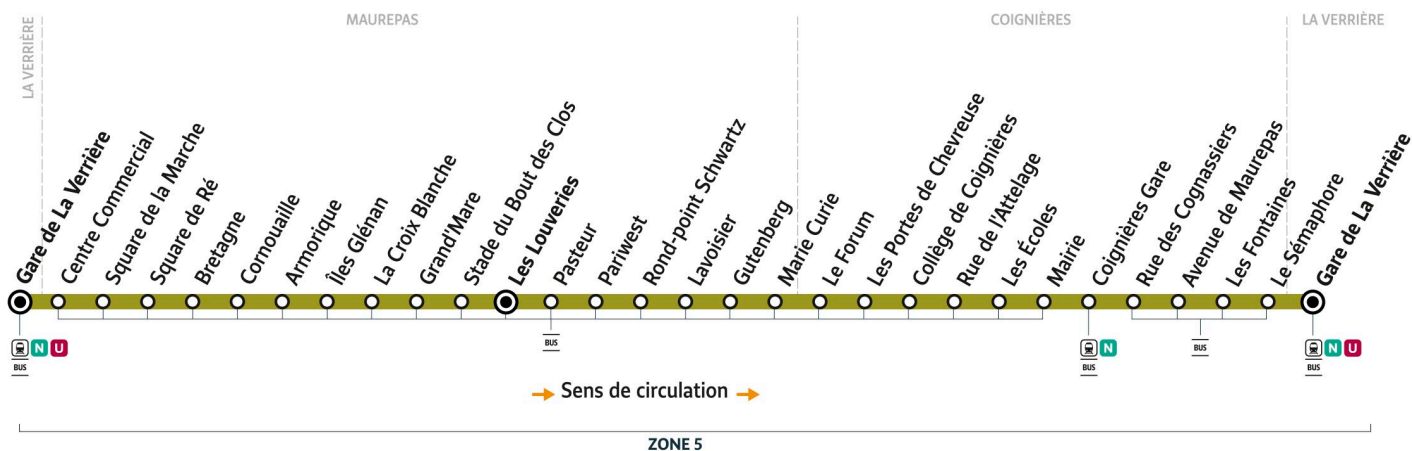 LA VERRIÈRE
MAUREPAS
COIGNIÈRES
LA VERRIÈRE
Gare de La Verrière
Centre Commercial
Square de la Marche
Square de Ré
Bretagne
Cornouaille
Armorique
Îles Glénan
La Croix Blanche
Grand'Mare
Stade du Bout des Clos
Les Louveries
Pasteur
Pariwest
Rond-point Schwartz
Lavoisier
Gutenberg
Marie Curie
Le Forum
Les Portes de Chevreuse
Collège de Coignières
Rue de l'Attelage
Les Écoles
Mairie
Coignières Gare
Rue des Cognassiers
Avenue de Maurepas
Les Fontaines
Le Sémaphore
Gare de La Verrière
N U
BUS
BUS
N
BUS
BUS
N U
BUS
Sens de circulation
ZONE 5